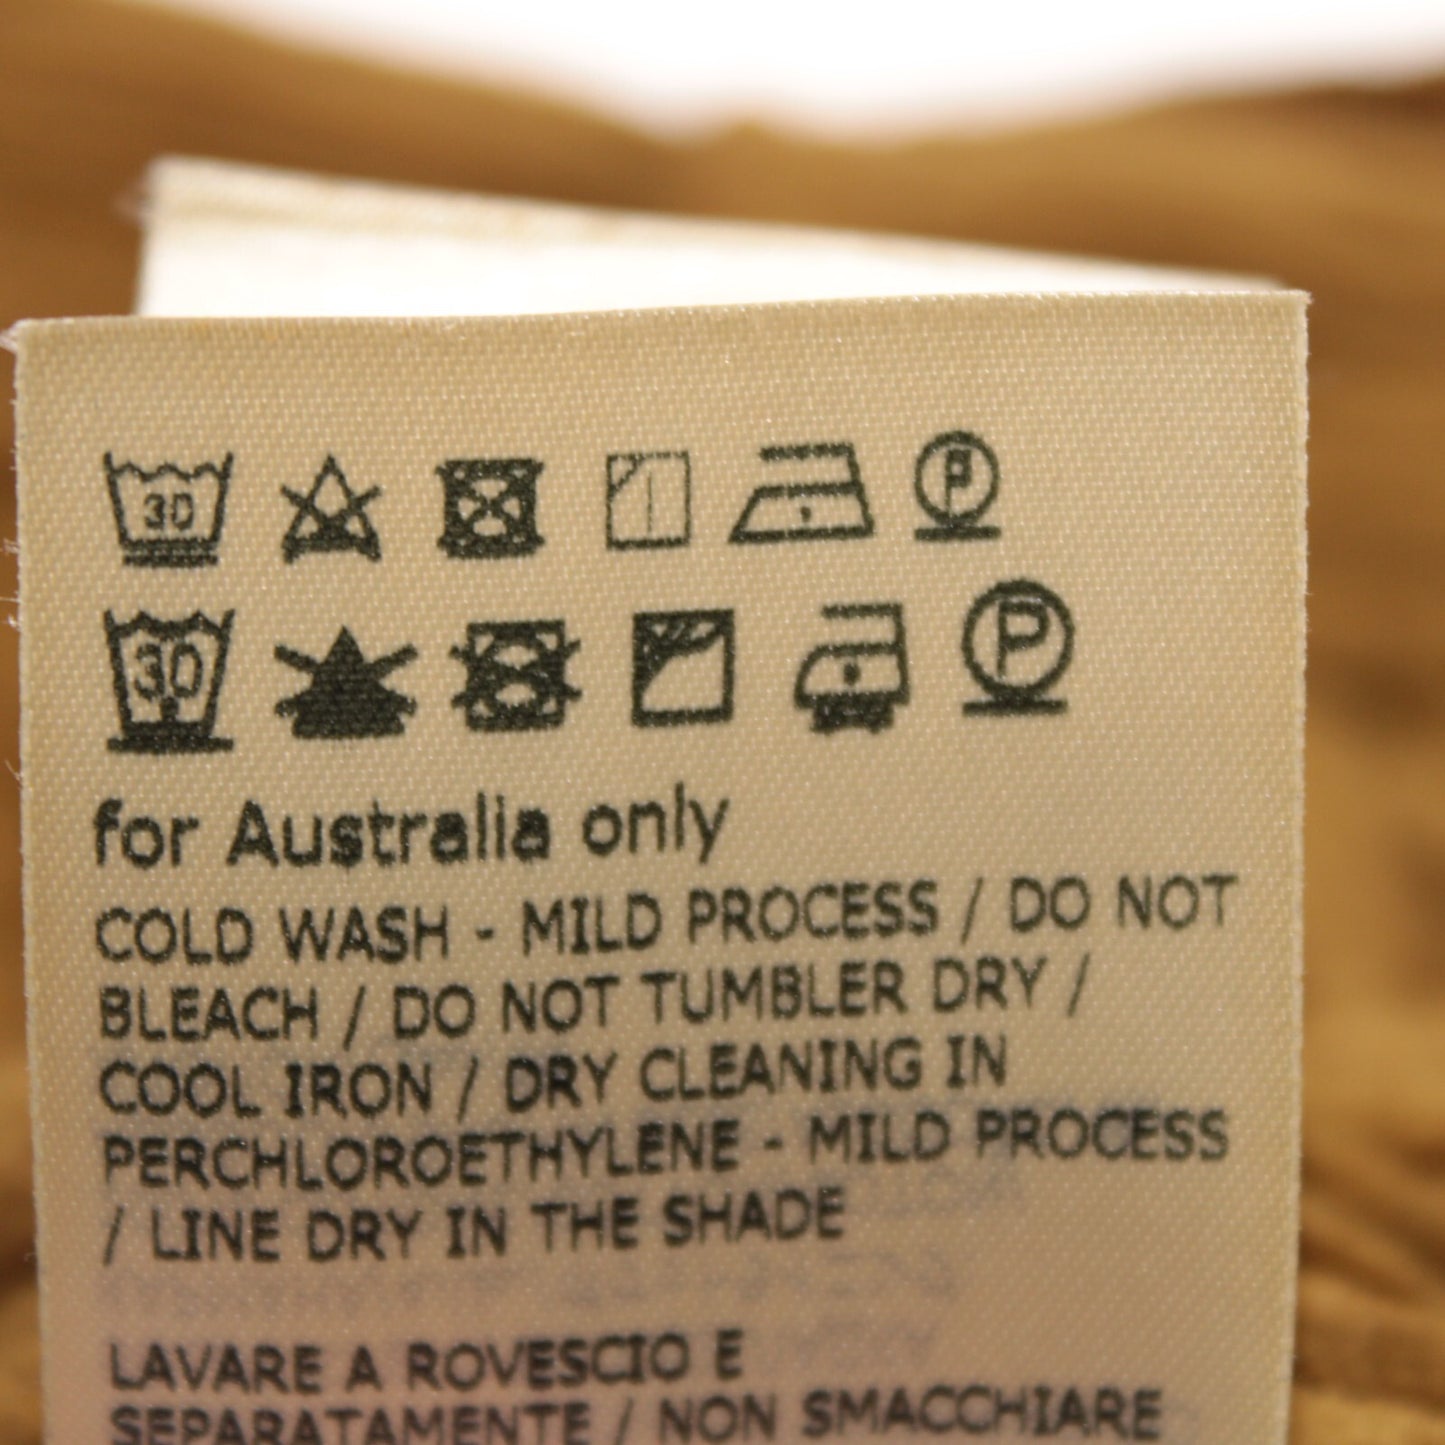 30 P
30 P
for Australia only
COLD WASH - MILD PROCESS / DO NOT
BLEACH / DO NOT TUMBLER DRY /
COOL IRON / DRY CLEANING IN
PERCHLOROETHYLENE - MILD PROCESS
/ LINE DRY IN THE SHADE
LAVARE A ROVESCIO E
SEPARATAMENTE / NON SMACCHIARE